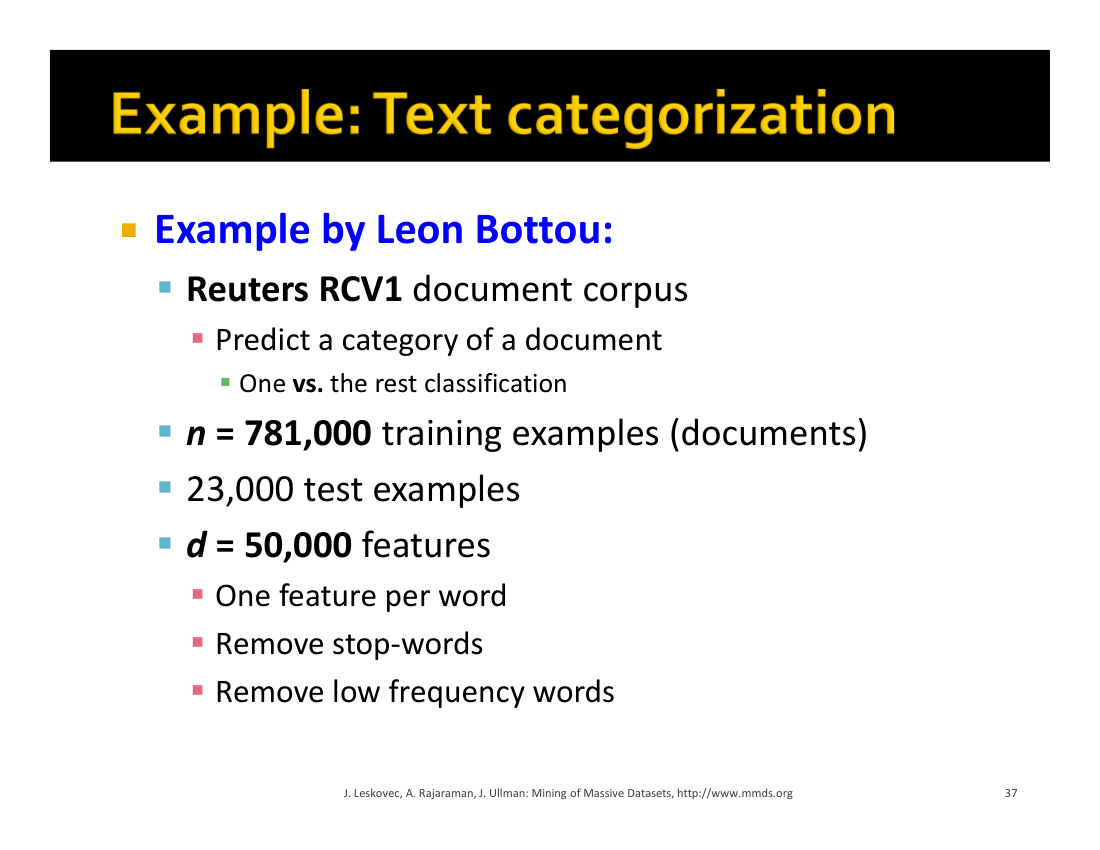 Example: Text categorization
Example by Leon Bottou:
Reuters RCV1 document corpus
Predict a category of a document
One vs. the rest classification
n = 781,000 training examples (documents)
23,000 test examples
d = 50,000 features
One feature per word
Remove stop-words
Remove low frequency words
J. Leskovec, A. Rajaraman, J. Ullman: Mining of Massive Datasets, http://www.mmds.org
37